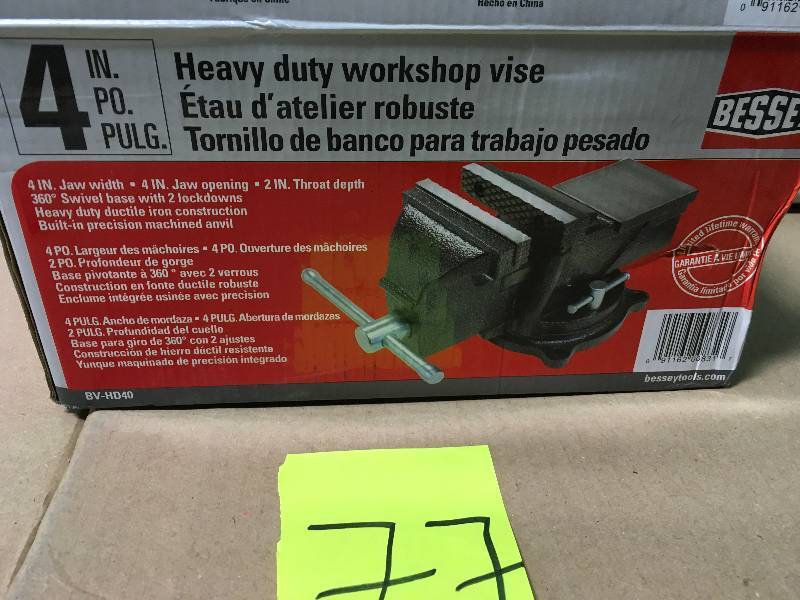 Hecho en China
91162
4 IN. PO. PULG.
Heavy duty workshop vise
Étau d'atelier robuste
Tornillo de banco para trabajo pesado
BESSE
4 IN. Jaw width ▪ 4 IN. Jaw opening ▪ 2 IN. Throat depth
360° Swivel base with 2 lockdowns
Heavy duty ductile iron construction
Built-in precision machined anvil
4 PO. Largeur des mâchoires ▪ 4 PO. Ouverture des mâchoires
2 PO. Profondeur de gorge
Base pivotante à 360° avec 2 verrous
Construction en fonte ductile robuste
Enclume intégrée usinée avec precision
4 PULG. Ancho de mordaza ▪ 4 PULG. Abertura de mordazas
2 PULG. Profundidad del cuello
Base para giro de 360° con 2 ajustes
Construcción de hierro dúctil resistente
Yunque maquinado de precisión integrado
GARANTIE À VIE
besseytools.com
BV-HD40
77